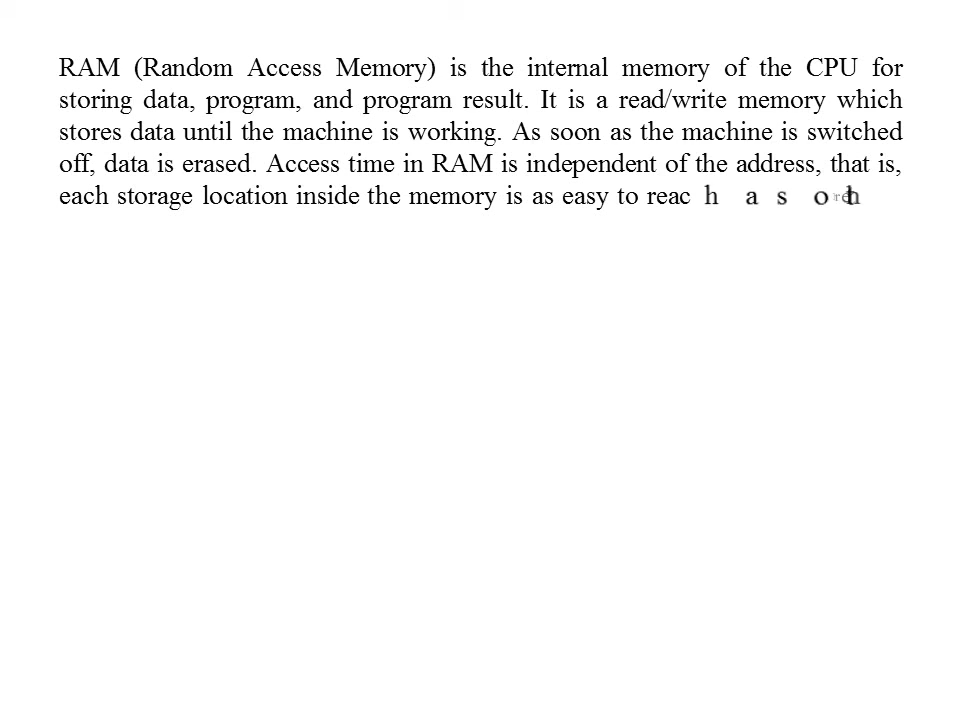 RAM (Random Access Memory) is the internal memory of the CPU for
storing data, program, and program result. It is a read/write memory which
stores data until the machine is working. As soon as the machine is switched
off, data is erased. Access time in RAM is independent of the address, that is,
each storage location inside the memory is as easy to reach as